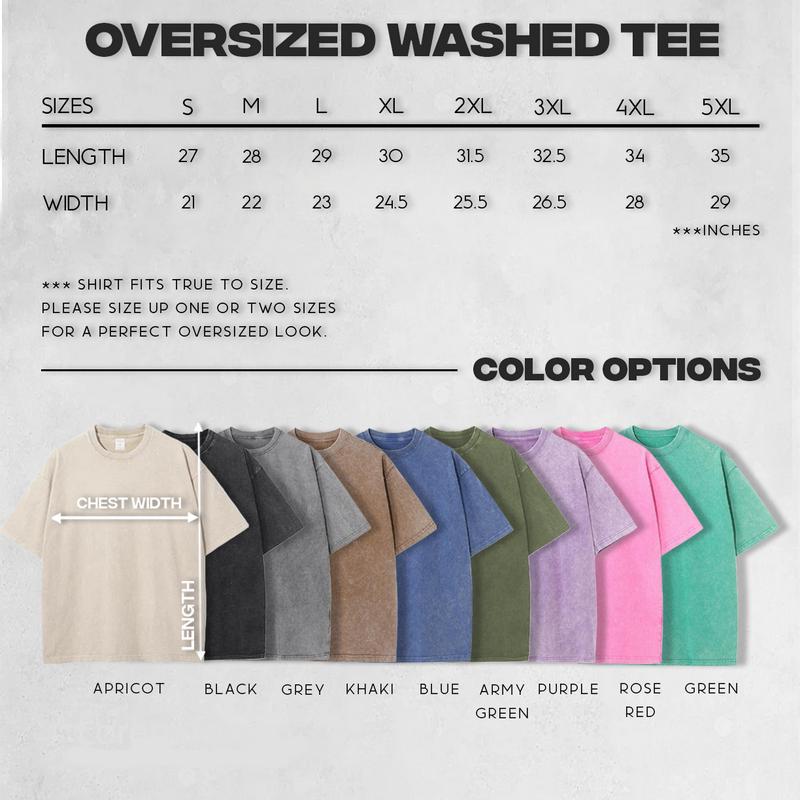 OVERSIZED WASHED TEE
SIZES S M L XL 2XL 3XL 4XL 5XL
LENGTH 27 28 29 30 31.5 32.5 34 35
WIDTH 21 22 23 24.5 25.5 26.5 28 29
***INCHES
*** SHIRT FITS TRUE TO SIZE.
PLEASE SIZE UP ONE OR TWO SIZES
FOR A PERFECT OVERSIZED LOOK.
COLOR OPTIONS
CHEST WIDTH
LENGTH
APRICOT BLACK GREY KHAKI BLUE ARMY PURPLE ROSE GREEN
GREEN RED